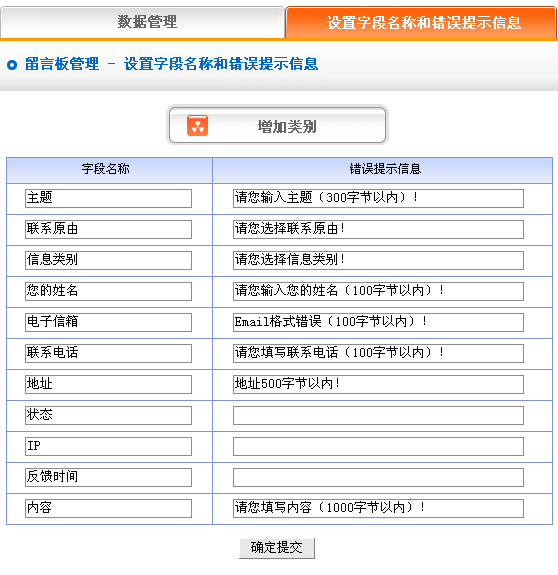 数据管理 设置字段名称和错误提示信息
留言板管理 - 设置字段名称和错误提示信息
增加类别
字段名称 错误提示信息
主题 请您输入主题（300字节以内）！
联系原由 请您选择联系原由！
信息类别 请您选择信息类别！
您的姓名 请您输入您的姓名（100字节以内）！
电子信箱 Email格式错误（100字节以内）！
联系电话 请您填写联系电话（100字节以内）！
地址 地址500字节以内！
状态
IP
反馈时间
内容 请您填写内容（1000字节以内）！
确定提交